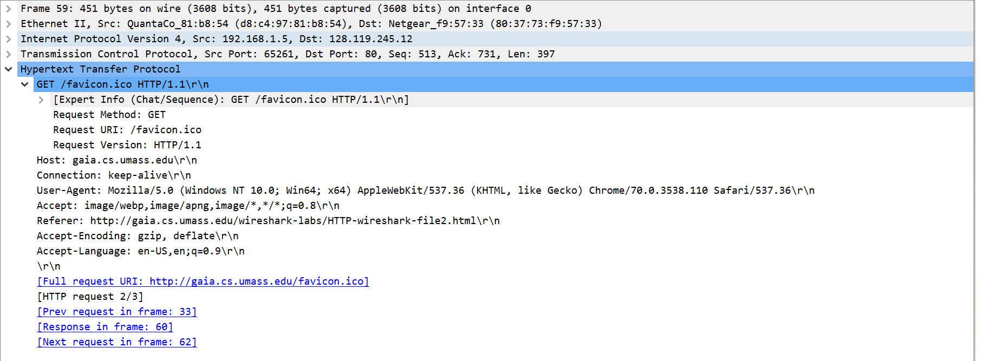 Frame 59: 451 bytes on wire (3608 bits), 451 bytes captured (3608 bits) on interface 0
Ethernet II, Src: QuantaCo_81:b8:54 (d8:c4:97:81:b8:54), Dst: Netgear_f9:57:33 (80:37:73:f9:57:33)
Internet Protocol Version 4, Src: 192.168.1.5, Dst: 128.119.245.12
Transmission Control Protocol, Src Port: 65261, Dst Port: 80, Seq: 513, Ack: 731, Len: 397
Hypertext Transfer Protocol
GET /favicon.ico HTTP/1.1\r\n
[Expert Info (Chat/Sequence): GET /favicon.ico HTTP/1.1\r\n]
Request Method: GET
Request URI: /favicon.ico
Request Version: HTTP/1.1
Host: gaia.cs.umass.edu\r\n
Connection: keep-alive\r\n
User-Agent: Mozilla/5.0 (Windows NT 10.0; Win64; x64) AppleWebKit/537.36 (KHTML, like Gecko) Chrome/70.0.3538.110 Safari/537.36\r\n
Accept: image/webp,image/apng,image/*,*/*;q=0.8\r\n
Referer: http://gaia.cs.umass.edu/wireshark-labs/HTTP-wireshark-file2.html\r\n
Accept-Encoding: gzip, deflate\r\n
Accept-Language: en-US,en;q=0.9\r\n
\r\n
[Full request URI: http://gaia.cs.umass.edu/favicon.ico]
[HTTP request 2/3]
[Prev request in frame: 33]
[Response in frame: 60]
[Next request in frame: 62]